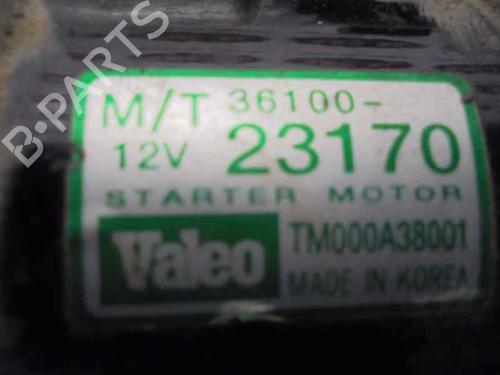 B-PARTS
M/T 36100-
12V 23170
STARTER MOTOR
Valeo TM000A38001
MADE IN KOREA